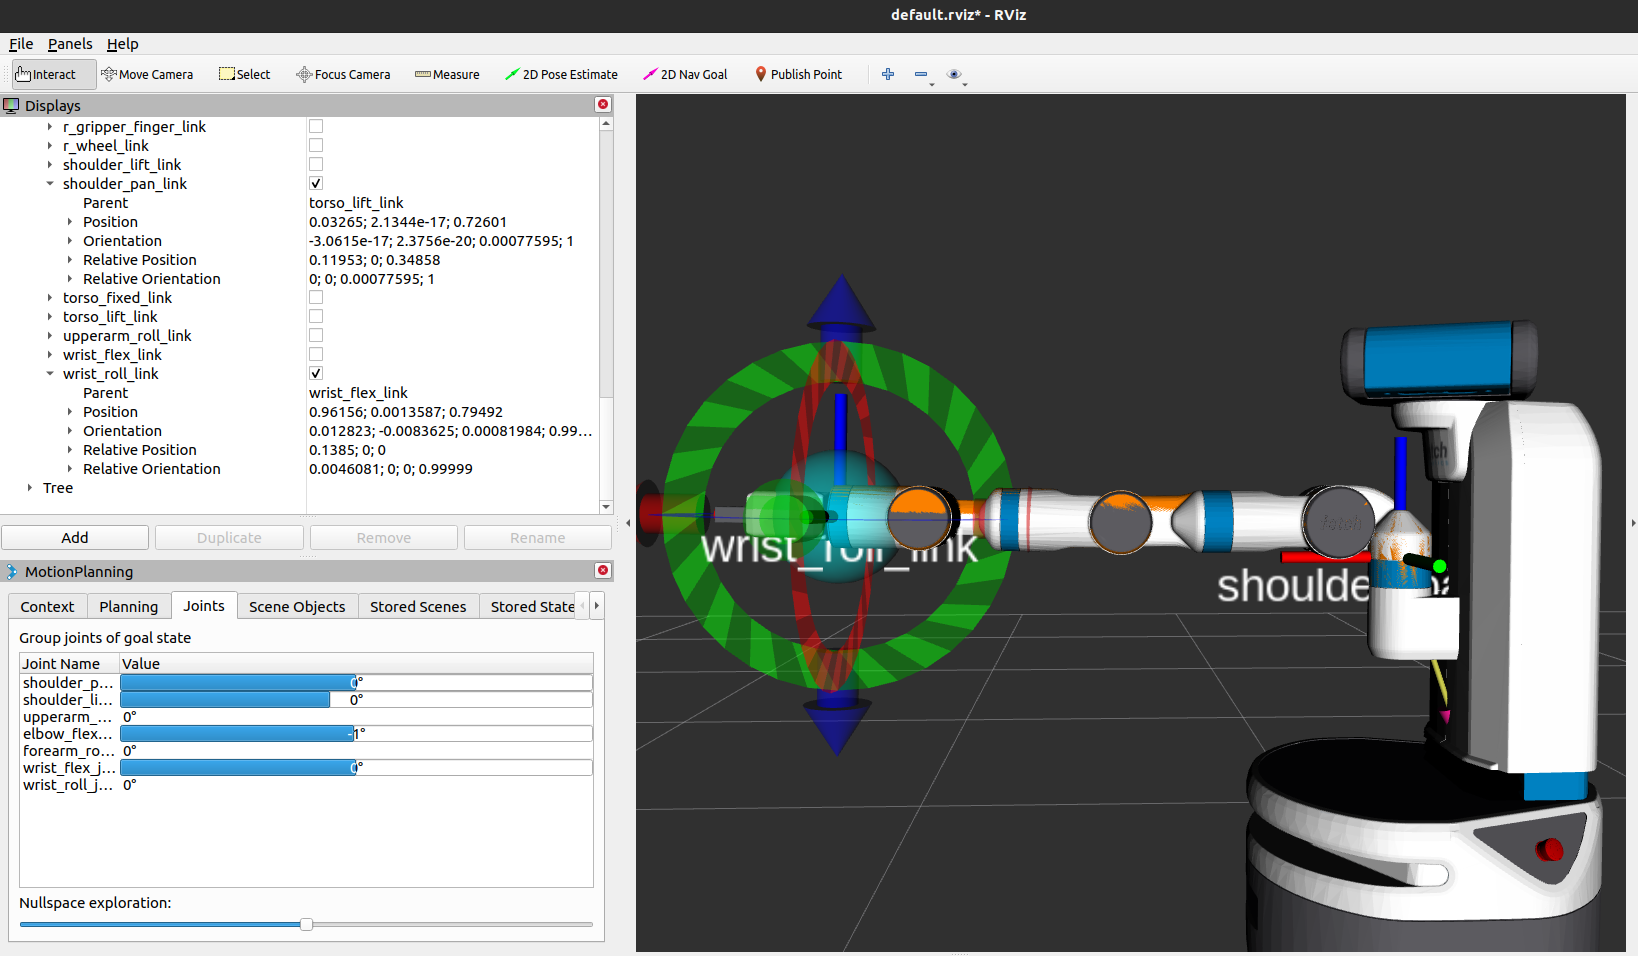 default.rviz* - RViz
File Panels Help
Interact Move Camera Select Focus Camera Measure 2D Pose Estimate 2D Nav Goal Publish Point
Displays
r_gripper_finger_link
r_wheel_link
shoulder_lift_link
shoulder_pan_link
Parent torso_lift_link
Position 0.03265; 2.1344e-17; 0.72601
Orientation -3.0615e-17; 2.3756e-20; 0.00077595; 1
Relative Position 0.11953; 0; 0.34858
Relative Orientation 0; 0; 0.00077595; 1
torso_fixed_link
torso_lift_link
upperarm_roll_link
wrist_flex_link
wrist_roll_link
Parent wrist_flex_link
Position 0.96156; 0.0013587; 0.79492
Orientation 0.012823; -0.0083625; 0.00081984; 0.99...
Relative Position 0.1385; 0; 0
Relative Orientation 0.0046081; 0; 0; 0.99999
Tree
Add Duplicate Remove Rename
MotionPlanning
Context Planning Joints Scene Objects Stored Scenes Stored State
Group joints of goal state
Joint Name Value
shoulder_p... 0°
shoulder_li... 0°
upperarm_... 0°
elbow_flex... -1°
forearm_ro... 0°
wrist_flex_j... 0°
wrist_roll_j... 0°
Nullspace exploration:
wrist_roll_link
fetch
shoulde